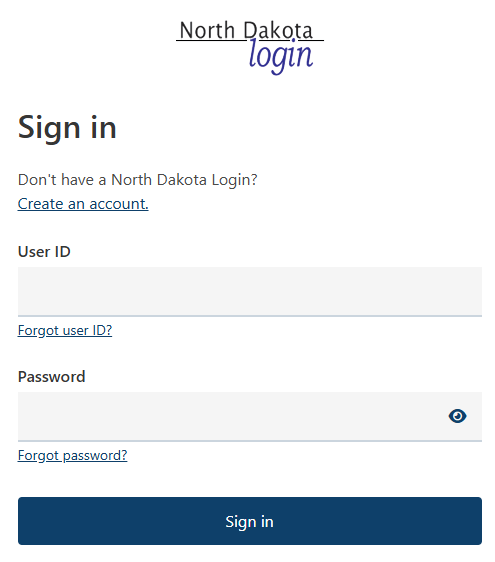 North Dakota
login
Sign in
Don't have a North Dakota Login?
Create an account.
User ID
Forgot user ID?
Password
Forgot password?
Sign in